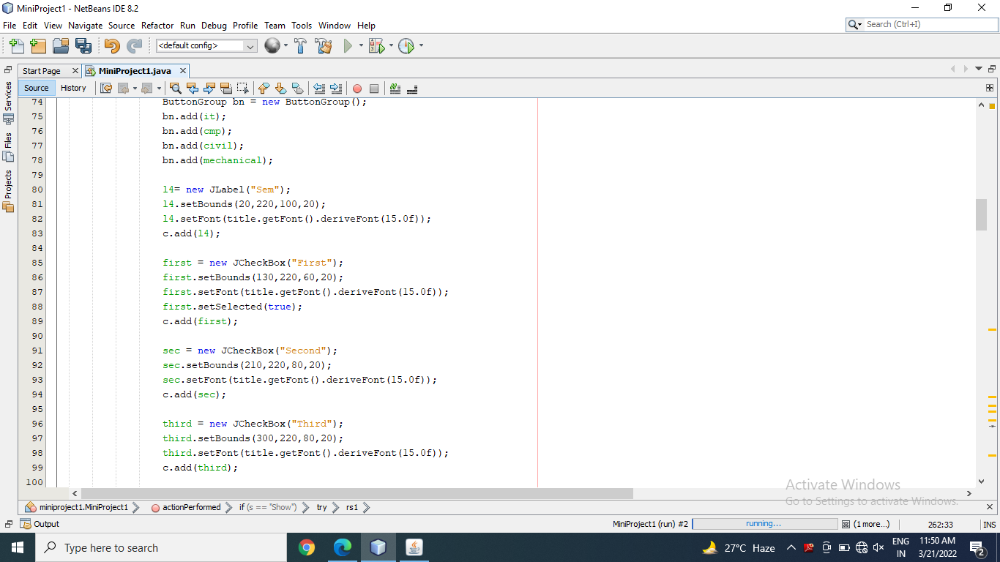 MiniProject1 - NetBeans IDE 8.2
File Edit View Navigate Source Refactor Run Debug Profile Team Tools Window Help
Search (Ctrl+I)
<default config>
Start Page MiniProject1.java
Source History
Services
Files
Projects
74 ButtonGroup bn = new ButtonGroup();
75 bn.add(it);
76 bn.add(cmp);
77 bn.add(civil);
78 bn.add(mechanical);
79
80 l4= new JLabel("Sem");
81 l4.setBounds(20,220,100,20);
82 l4.setFont(title.getFont().deriveFont(15.0f));
83 c.add(l4);
84
85 first = new JCheckBox("First");
86 first.setBounds(130,220,60,20);
87 first.setFont(title.getFont().deriveFont(15.0f));
88 first.setSelected(true);
89 c.add(first);
90
91 sec = new JCheckBox("Second");
92 sec.setBounds(210,220,80,20);
93 sec.setFont(title.getFont().deriveFont(15.0f));
94 c.add(sec);
95
96 third = new JCheckBox("Third");
97 third.setBounds(300,220,80,20);
98 third.setFont(title.getFont().deriveFont(15.0f));
99 c.add(third);
100
Activate Windows
Go to Settings to activate Windows.
miniproject1.MiniProject1 actionPerformed if (s == "Show") try rs1
Output MiniProject1 (run) #2 running... (1 more...) 262:33 INS
Type here to search 27°C Haze ENG IN 11:50 AM 3/21/2022 2